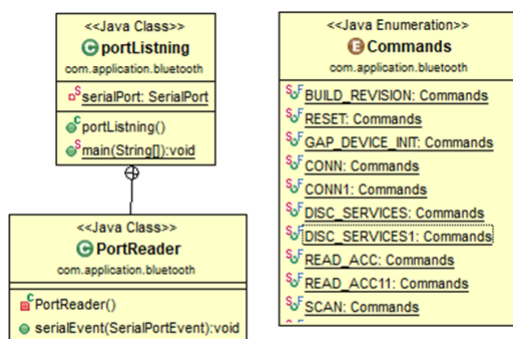 <<Java Class>>
portListning
com.application.bluetooth
serialPort: SerialPort
portListning()
main(String[]):void
<<Java Class>>
PortReader
com.application.bluetooth
PortReader()
serialEvent(SerialPortEvent):void
<<Java Enumeration>>
Commands
com.application.bluetooth
BUILD_REVISION: Commands
RESET: Commands
GAP_DEVICE_INIT: Commands
CONN: Commands
CONN1: Commands
DISC_SERVICES: Commands
DISC_SERVICES1: Commands
READ_ACC: Commands
READ_ACC11: Commands
SCAN: Commands